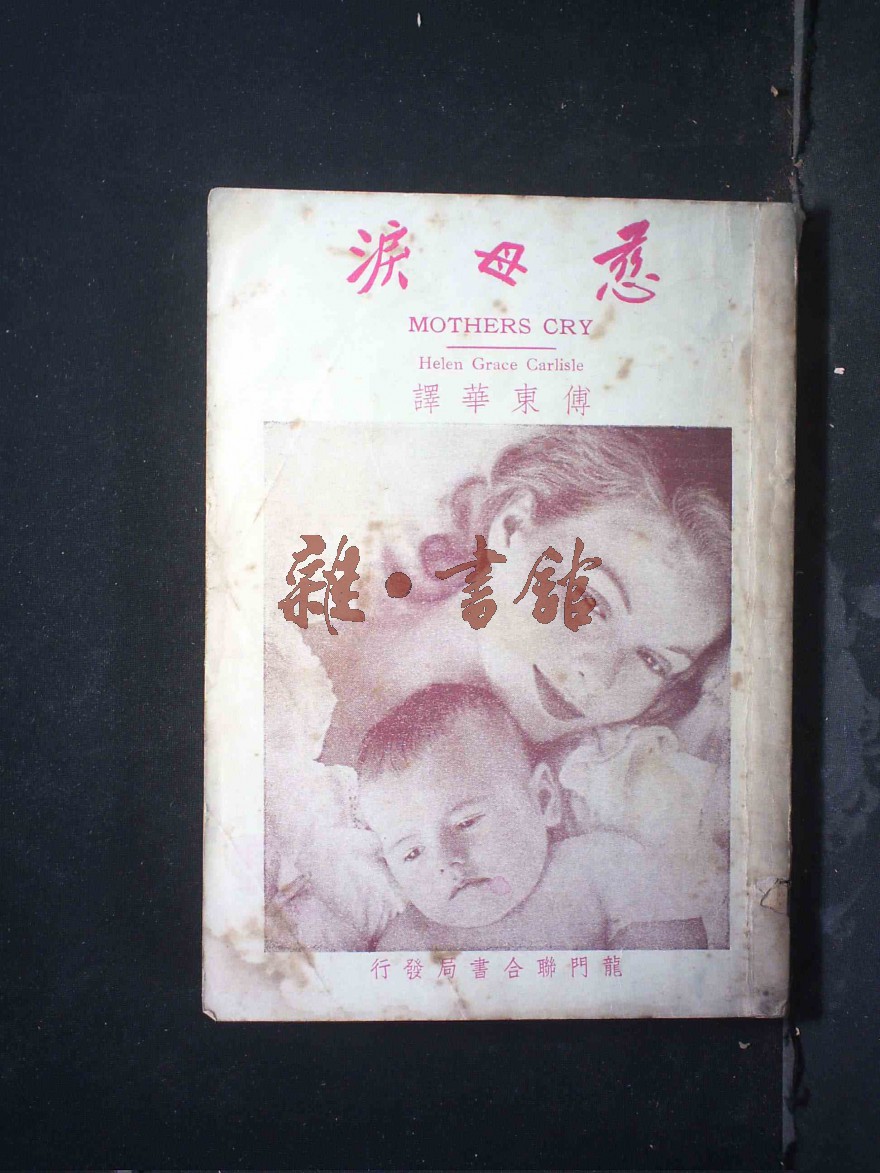 慈母淚
MOTHERS CRY
Helen Grace Carlisle
傅東華譯
雜·書館
龍門聯合書局發行